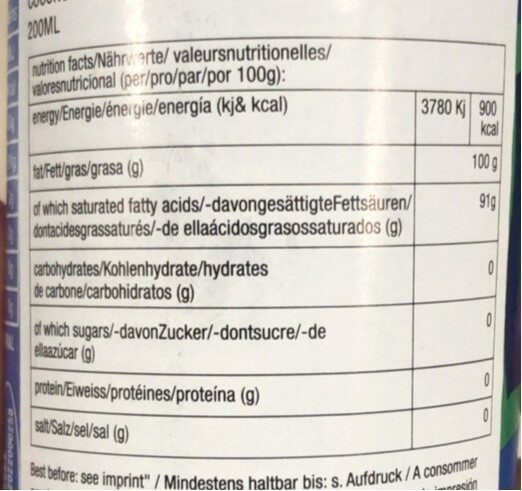 200ML
nutrition facts/Nährwerte/ valeursnutritionelles/
valoresnutricional (per/pro/par/por 100g):
energy/Energie/énergie/energía (kj& kcal) 3780 Kj 900
kcal
fat/Fett/gras/grasa (g) 100 g
of which saturated fatty acids/-davongesättigteFettsäuren/ 91g
dontacidesgrassaturés/-de ellaácidosgrasossaturados (g)
carbohydrates/Kohlenhydrate/hydrates 0
de carbone/carbohidratos (g)
of which sugars/-davonZucker/-dontsucre/-de 0
ellaazúcar (g)
protein/Eiweiss/protéines/proteína (g) 0
salt/Salz/sel/sal (g) 0
Best before: see imprint" / Mindestens haltbar bis: s. Aufdruck / A consommer
impresión